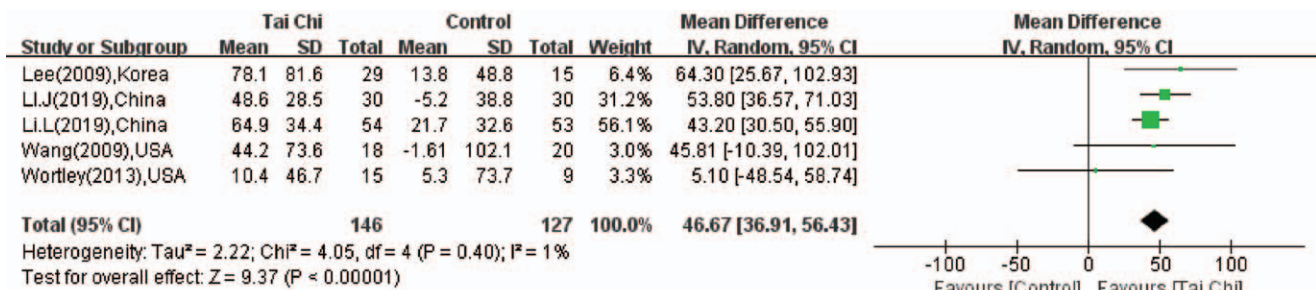 Tai Chi Control Mean Difference Mean Difference
Study or Subgroup Mean SD Total Mean SD Total Weight IV, Random, 95% CI IV, Random, 95% CI
Lee(2009),Korea 78.1 81.6 29 13.8 48.8 15 6.4% 64.30 [25.67, 102.93]
LI.J(2019),China 48.6 28.5 30 -5.2 38.8 30 31.2% 53.80 [36.57, 71.03]
Li.L(2019),China 64.9 34.4 54 21.7 32.6 53 56.1% 43.20 [30.50, 55.90]
Wang(2009),USA 44.2 73.6 18 -1.61 102.1 20 3.0% 45.81 [-10.39, 102.01]
Wortley(2013),USA 10.4 46.7 15 5.3 73.7 9 3.3% 5.10 [-48.54, 58.74]
Total (95% CI) 146 127 100.0% 46.67 [36.91, 56.43]
Heterogeneity: Tau² = 2.22; Chi² = 4.05, df = 4 (P = 0.40); I² = 1%
Test for overall effect: Z = 9.37 (P < 0.00001)
-100 -50 0 50 100
Favours [Control] Favours [Tai Chi]